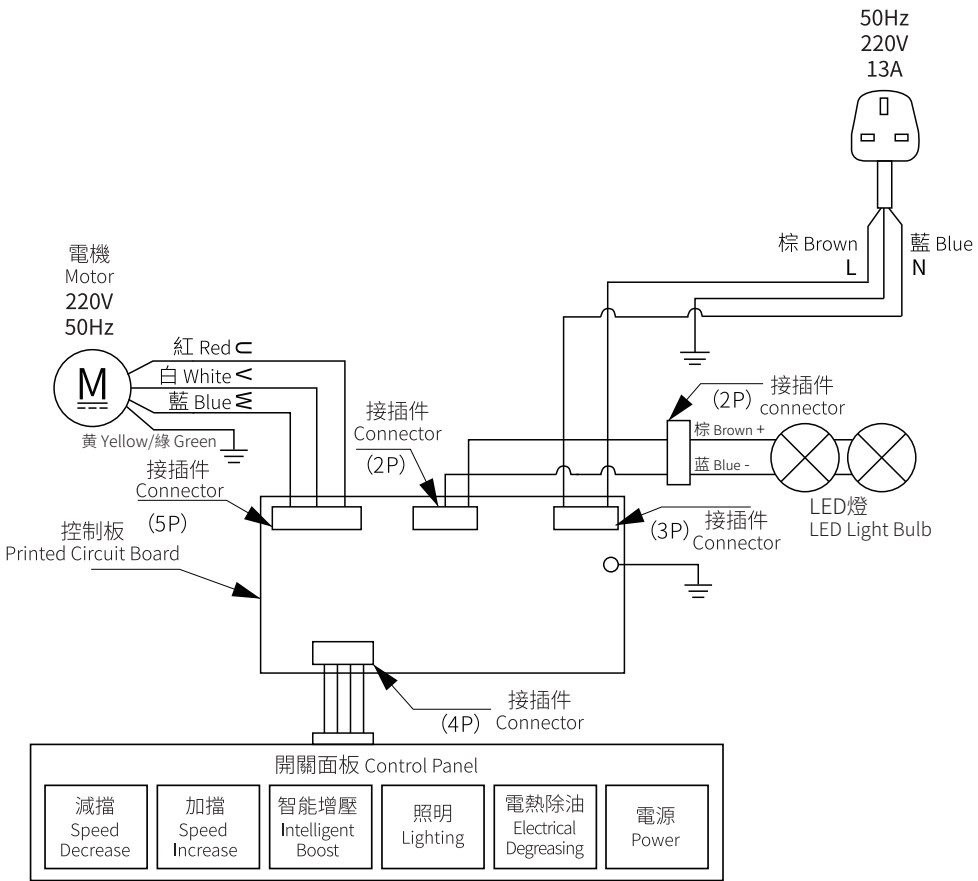 50Hz
220V
13A
棕 Brown
L
藍 Blue
N
電機
Motor
220V
50Hz
M
紅 Red U
白 White V
藍 Blue W
黄 Yellow/綠 Green
接插件
Connector
(5P)
接插件
Connector
(2P)
接插件
(2P) connector
棕 Brown +
蓝 Blue -
LED燈
LED Light Bulb
接插件
(3P) Connector
控制板
Printed Circuit Board
接插件
(4P) Connector
開關面板 Control Panel
減擋
Speed
Decrease
加擋
Speed
Increase
智能增壓
Intelligent
Boost
照明
Lighting
電熱除油
Electrical
Degreasing
電源
Power